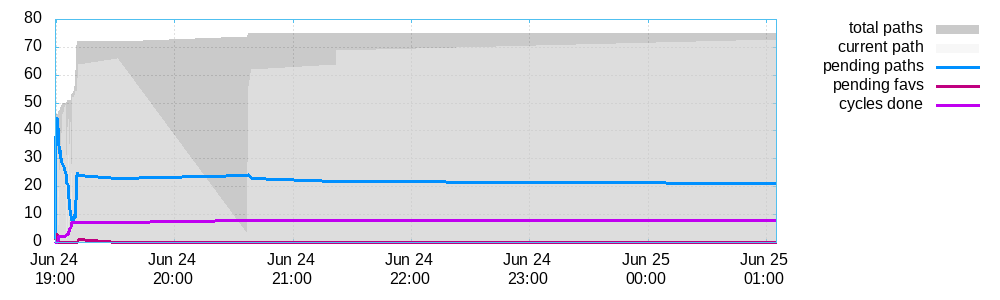 80
70
60
50
40
30
20
10
0
Jun 24 Jun 24 Jun 24 Jun 24 Jun 24 Jun 25 Jun 25
19:00 20:00 21:00 22:00 23:00 00:00 01:00
total paths
current path
pending paths
pending favs
cycles done